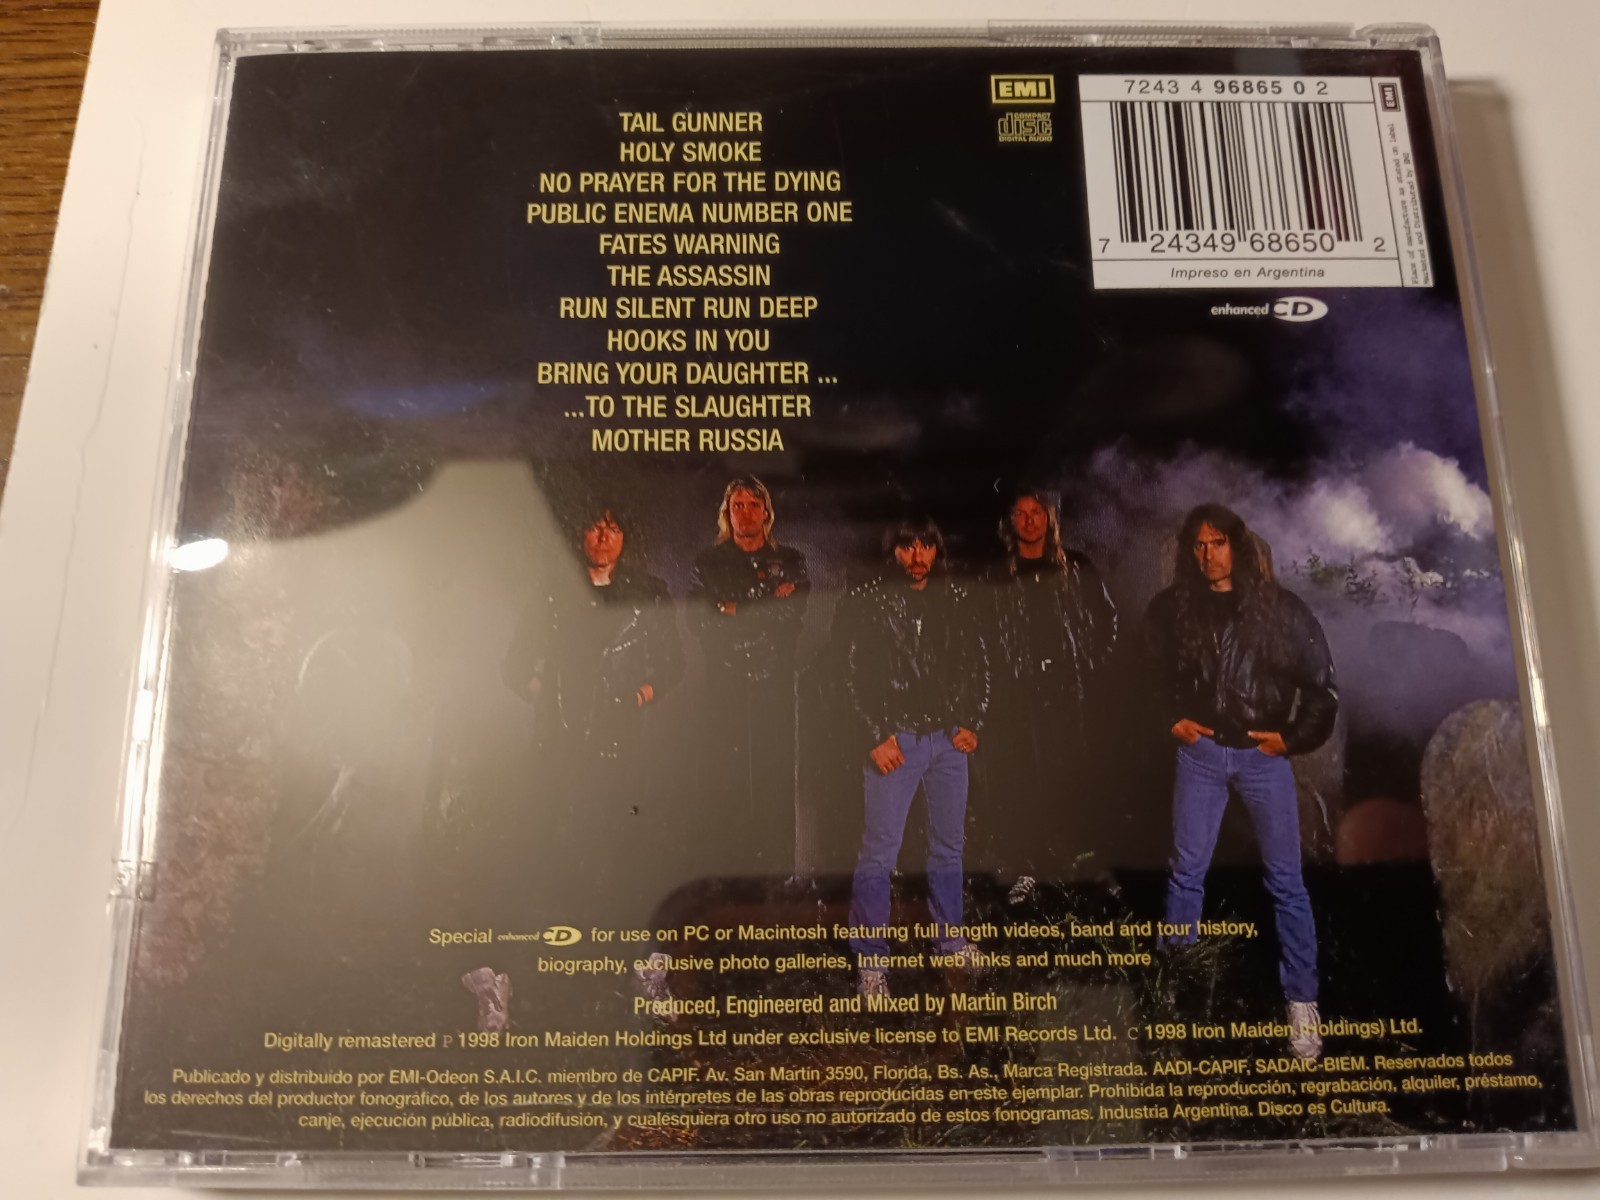 TAIL GUNNER
HOLY SMOKE
NO PRAYER FOR THE DYING
PUBLIC ENEMA NUMBER ONE
FATES WARNING
THE ASSASSIN
RUN SILENT RUN DEEP
HOOKS IN YOU
BRING YOUR DAUGHTER ...
...TO THE SLAUGHTER
MOTHER RUSSIA
EMI
COMPACT
disc
DIGITAL AUDIO
7243 4 96865 0 2
7 24349 68650 2
Impreso en Argentina
EMI
enhanced CD
Special enhanced CD for use on PC or Macintosh featuring full length videos, band and tour history,
biography, exclusive photo galleries, Internet web links and much more
Produced, Engineered and Mixed by Martin Birch
Digitally remastered P 1998 Iron Maiden Holdings Ltd under exclusive license to EMI Records Ltd. C 1998 Iron Maiden (Holdings) Ltd.
Publicado y distribuido por EMI-Odeon S.A.I.C. miembro de CAPIF. Av. San Martín 3590, Florida, Bs. As., Marca Registrada. AADI-CAPIF, SADAIC-BIEM. Reservados todos
los derechos del productor fonográfico, de los autores y de los intérpretes de las obras reproducidas en este ejemplar. Prohibida la reproducción, regrabación, alquiler, préstamo,
canje, ejecución pública, radiodifusión, y cualesquiera otro uso no autorizado de estos fonogramas. Industria Argentina. Disco es Cultura.